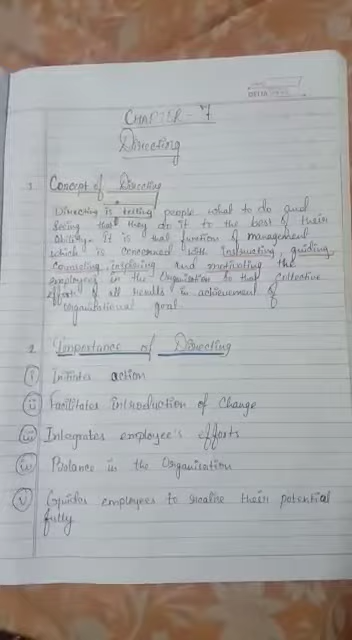 CHAPTER - 7
Directing
1. Concept of Directing
Directing is telling people what to do and
Seeing that they do it to the best of their
ability. It is that function of management
which is concerned with instructing, guiding,
counseling, inspiring and motivating the
employees in the Organisation so that collective
efforts of all results in achievement of
organisational goal.
2. Importance of Directing
(i) Initiates action
(ii) Facilitates introduction of Change
(iii) Integrates employee's efforts
(iv) Balance in the Organisation
(v) Guides employees to realise their potential
fully